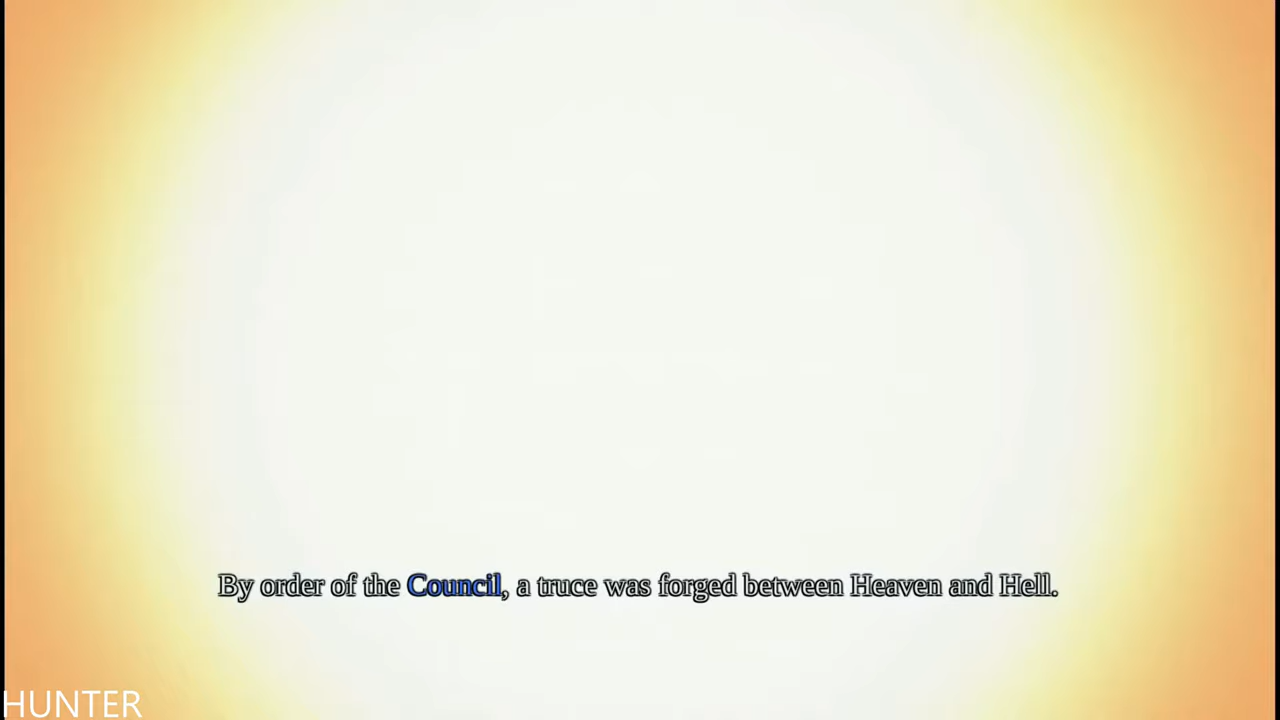 By order of the Council, a truce was forged between Heaven and Hell.
HUNTER